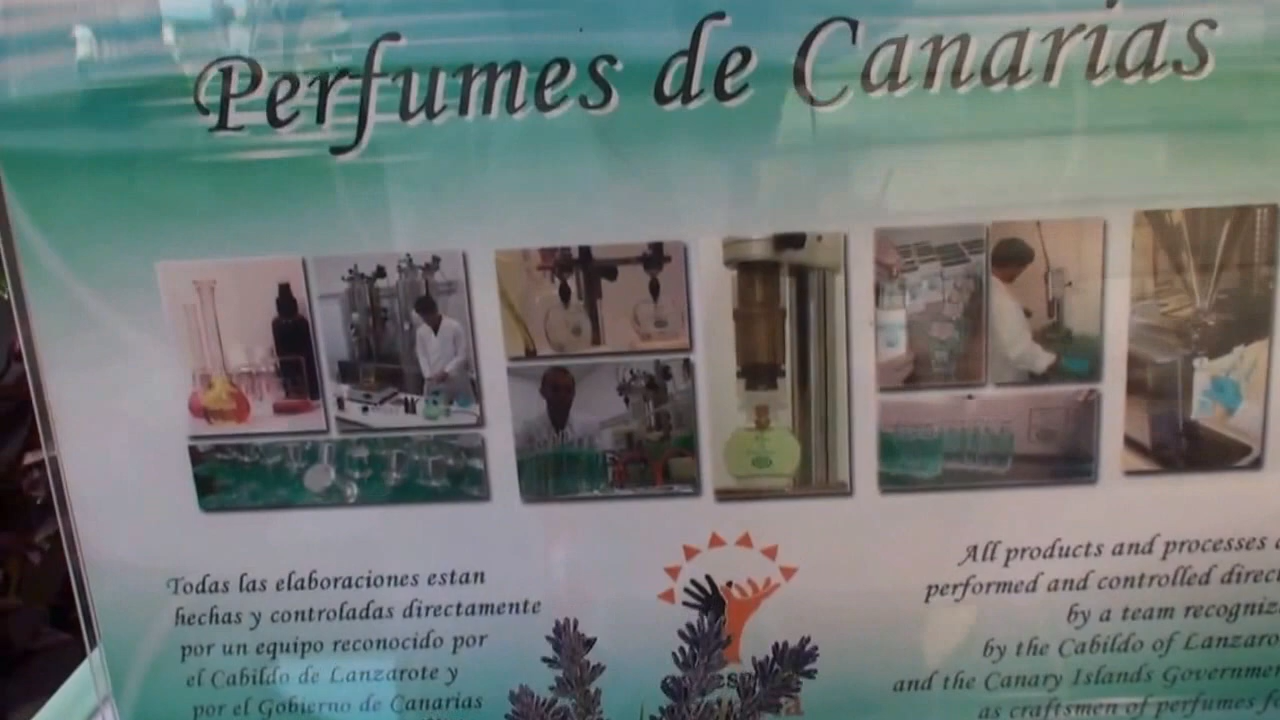 Perfumes de Canarias
Todas las elaboraciones estan
hechas y controladas directamente
por un equipo reconocido por
el Cabildo de Lanzarote y
por el Gobierno de Canarias
All products and processes
performed and controlled
by a team
by the Cabildo of
and the Canary Islands
as craftsmen of perfumes